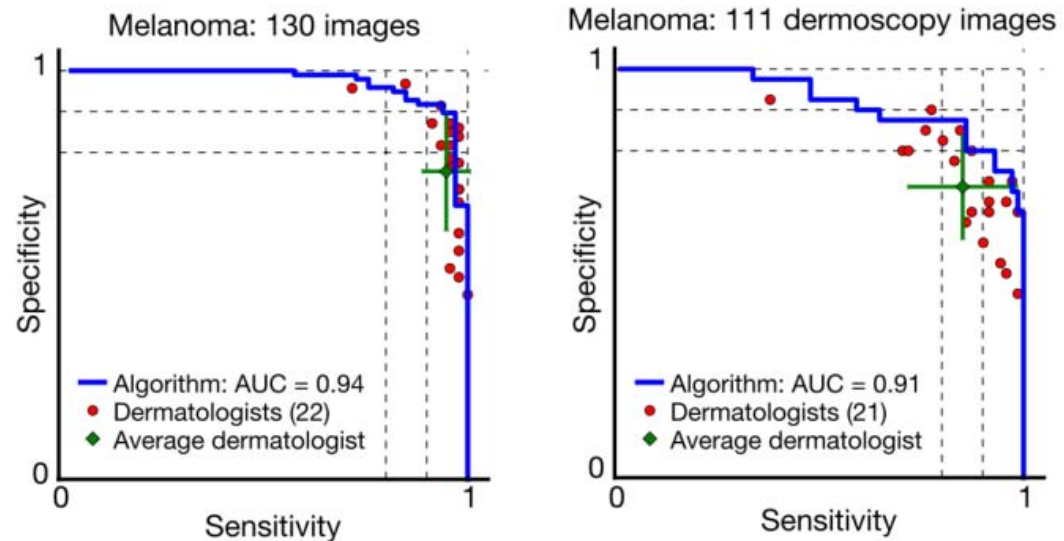 Melanoma: 130 images
1
Specificity
Algorithm: AUC = 0.94
Dermatologists (22)
Average dermatologist
0
0
1
Sensitivity
Melanoma: 111 dermoscopy images
1
Specificity
Algorithm: AUC = 0.91
Dermatologists (21)
Average dermatologist
0
0
1
Sensitivity